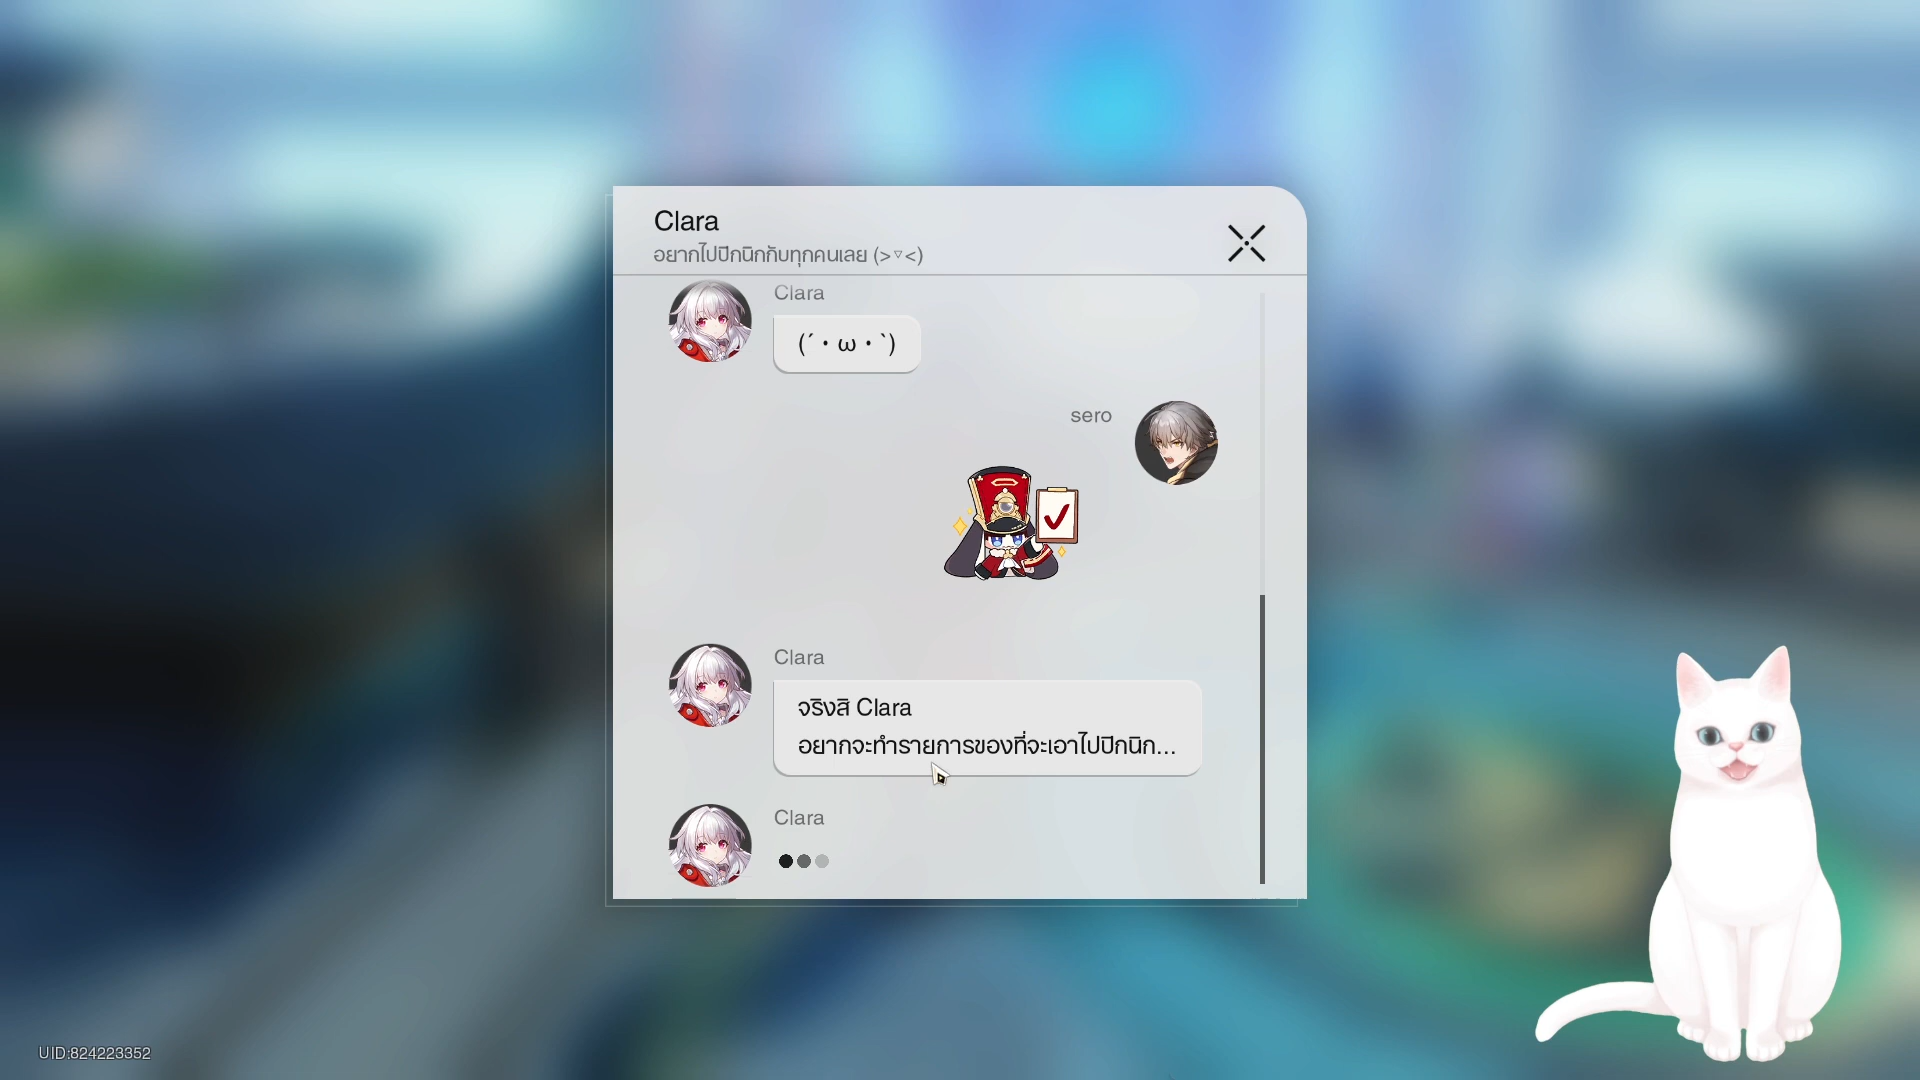 Clara
อยากไปปิกนิกกับทุกคนเลย (>▿<)
Clara
(´・ω・`)
sero
Clara
จริงสิ Clara
อยากจะทำรายการของที่จะเอาไปปิกนิก...
Clara
UID:824223352